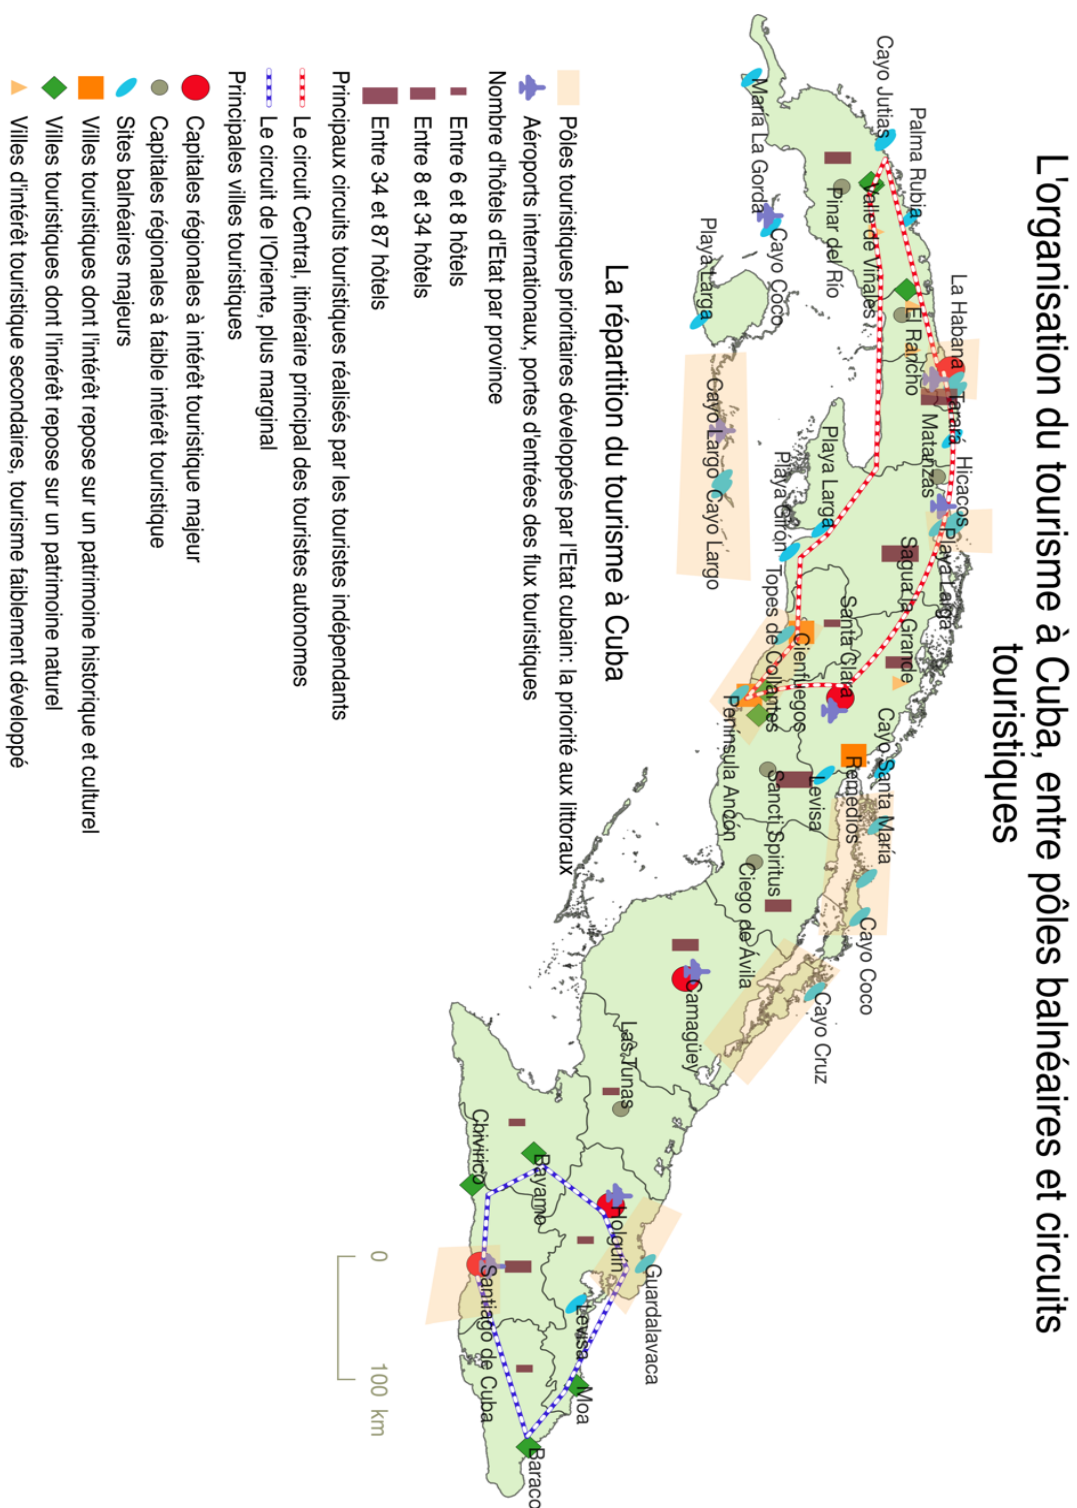 L'organisation du tourisme à Cuba, entre pôles balnéaires et circuits
touristiques
Cayo Jutias
Palma Rubia
La Habana
Tarará
Hicacos
Playa Larga
Matanzas
El Rancho
Valle de Viñales
Pinar del Río
María La Gorda
Cayo Coco
Playa Larga
Cayo Largo
Cayo Largo
Playa Larga
Playa Girón
Sagua la Grande
Santa Clara
Cienfuegos
Topes de Collantes
Península Ancón
Cayo Santa María
Remedios
Levisa
Sancti Spíritus
Ciego de Ávila
Cayo Coco
Cayo Cruz
Camagüey
Las Tunas
Holguín
Guardalavaca
Bayamo
Chivirico
Levisa
Moa
Santiago de Cuba
Baraco
0
100 km
La répartition du tourisme à Cuba
Pôles touristiques prioritaires développés par l'Etat cubain: la priorité aux littoraux
Aéroports internationaux, portes d'entrées des flux touristiques
Nombre d'hôtels d'Etat par province
Entre 6 et 8 hôtels
Entre 8 et 34 hôtels
Entre 34 et 87 hôtels
Principaux circuits touristiques réalisés par les touristes indépendants
Le circuit Central, itinéraire principal des touristes autonomes
Le circuit de l'Oriente, plus marginal
Principales villes touristiques
Capitales régionales à intérêt touristique majeur
Capitales régionales à faible intérêt touristique
Sites balnéaires majeurs
Villes touristiques dont l'intérêt repose sur un patrimoine historique et culturel
Villes touristiques dont l'inrérêt repose sur un patrimoine naturel
Villes d'intérêt touristique secondaires, tourisme faiblement développé